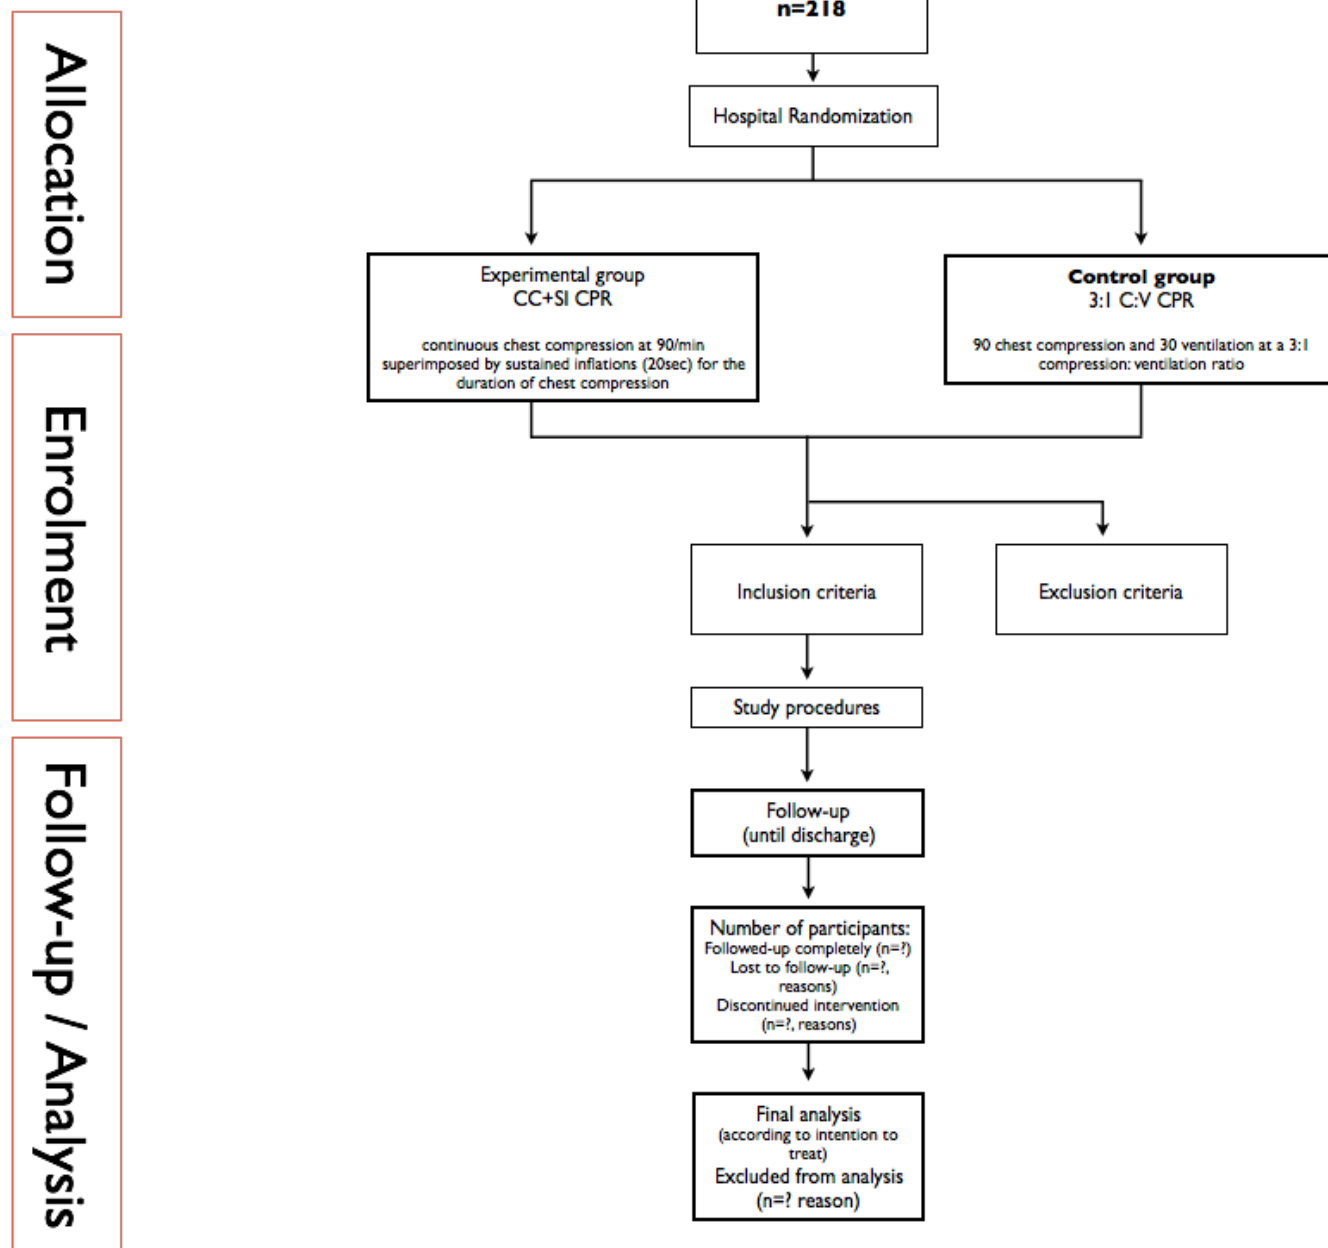 n=218
Allocation
Hospital Randomization
Experimental group
CC+SI CPR
continuous chest compression at 90/min
superimposed by sustained inflations (20sec) for the
duration of chest compression
Control group
3:1 C:V CPR
90 chest compression and 30 ventilation at a 3:1
compression: ventilation ratio
Enrolment
Inclusion criteria
Exclusion criteria
Study procedures
Follow-up / Analysis
Follow-up
(until discharge)
Number of participants:
Followed-up completely (n=?)
Lost to follow-up (n=?,
reasons)
Discontinued intervention
(n=?, reasons)
Final analysis
(according to intention to
treat)
Excluded from analysis
(n=? reason)